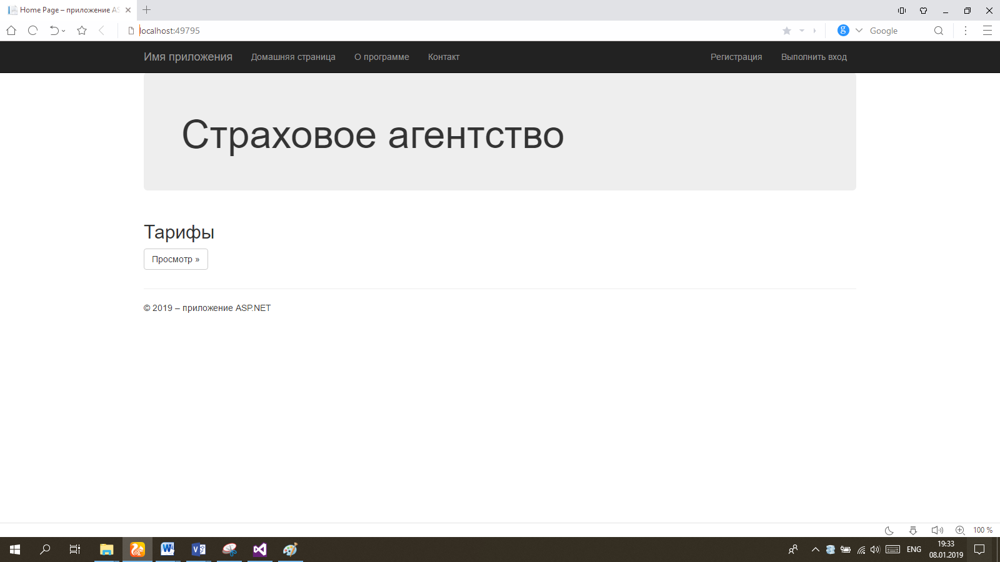 Home Page – приложение AS
localhost:49795
Google
Имя приложения Домашняя страница О программе Контакт Регистрация Выполнить вход
Страховое агентство
Тарифы
Просмотр »
© 2019 – приложение ASP.NET
100 %
ENG
19:33
08.01.2019